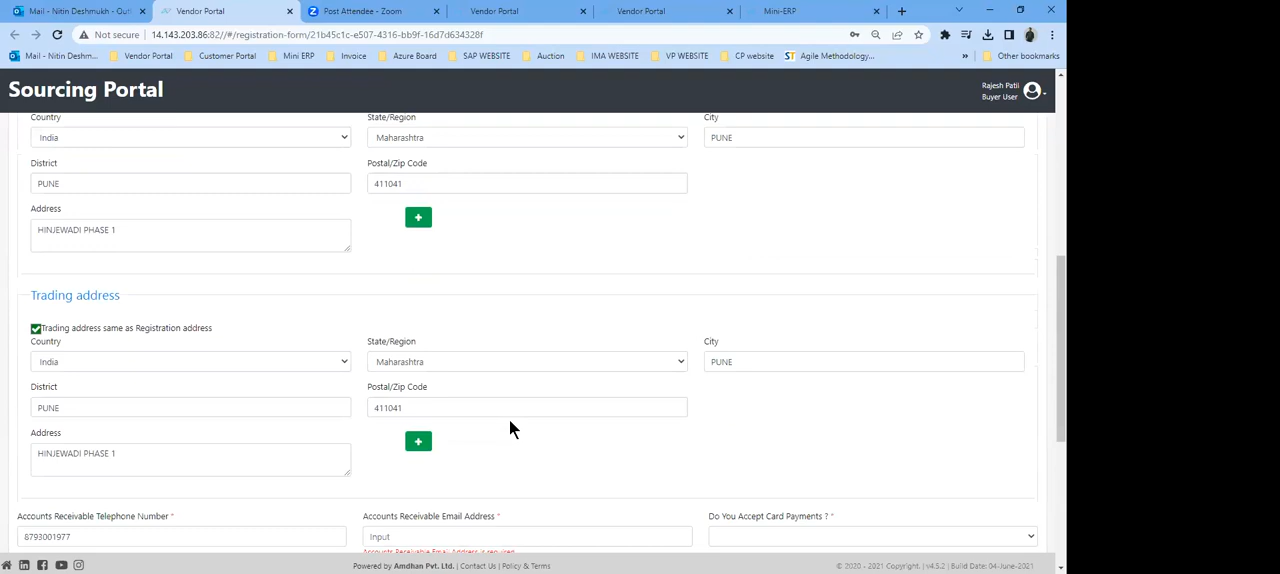 Mail - Nitin Deshmukh - Outl
Vendor Portal
Post Attendee - Zoom
Vendor Portal
Vendor Portal
Mini-ERP
Not secure
14.143.203.86:82//#/registration-form/21b45c1c-e507-4316-bb9f-16d7d634328f
Mail - Nitin Deshm...
Vendor Portal
Customer Portal
Mini ERP
Invoice
Azure Board
SAP WEBSITE
Auction
IMA WEBSITE
VP WEBSITE
CP website
Agile Methodology...
»
Other bookmarks
Sourcing Portal
Rajesh Patil
Buyer User
Country
State/Region
City
India
Maharashtra
PUNE
District
Postal/Zip Code
PUNE
411041
Address
HINJEWADI PHASE 1
Trading address
Trading address same as Registration address
Country
State/Region
City
India
Maharashtra
PUNE
District
Postal/Zip Code
PUNE
411041
Address
HINJEWADI PHASE 1
Accounts Receivable Telephone Number *
Accounts Receivable Email Address *
Do You Accept Card Payments ? *
8793001977
Input
Accounts Receivable Email Address is required
Powered by Amdhan Pvt. Ltd. | Contact Us | Policy & Terms
© 2020 - 2021 Copyright. | v4.5.2 | Build Date: 04-June-2021